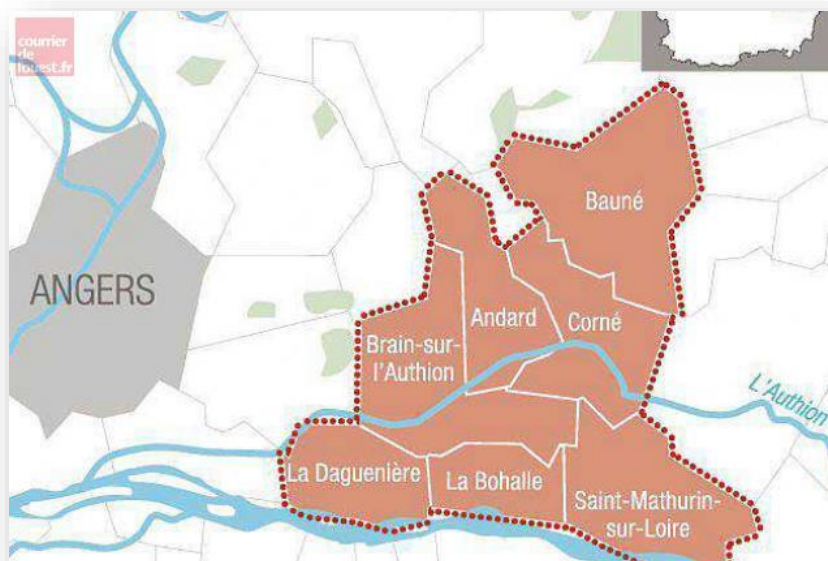 courrier
de
l'ouest.fr
Bauné
ANGERS
Andard
Corné
Brain-sur-
l'Authion
L'Authion
La Daguenière
La Bohalle
Saint-Mathurin-
sur-Loire